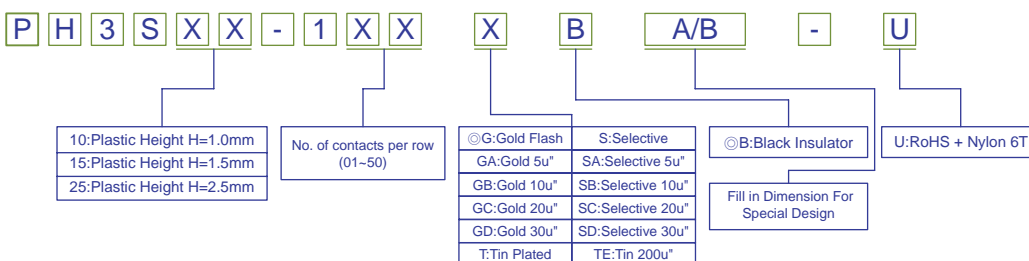 P H 3 S X X - 1 X X X B A/B - U
10:Plastic Height H=1.0mm
15:Plastic Height H=1.5mm
25:Plastic Height H=2.5mm
No. of contacts per row
(01~50)
◎G:Gold Flash S:Selective
GA:Gold 5u" SA:Selective 5u"
GB:Gold 10u" SB:Selective 10u"
GC:Gold 20u" SC:Selective 20u"
GD:Gold 30u" SD:Selective 30u"
T:Tin Plated TE:Tin 200u"
◎B:Black Insulator
Fill in Dimension For
Special Design
U:RoHS + Nylon 6T